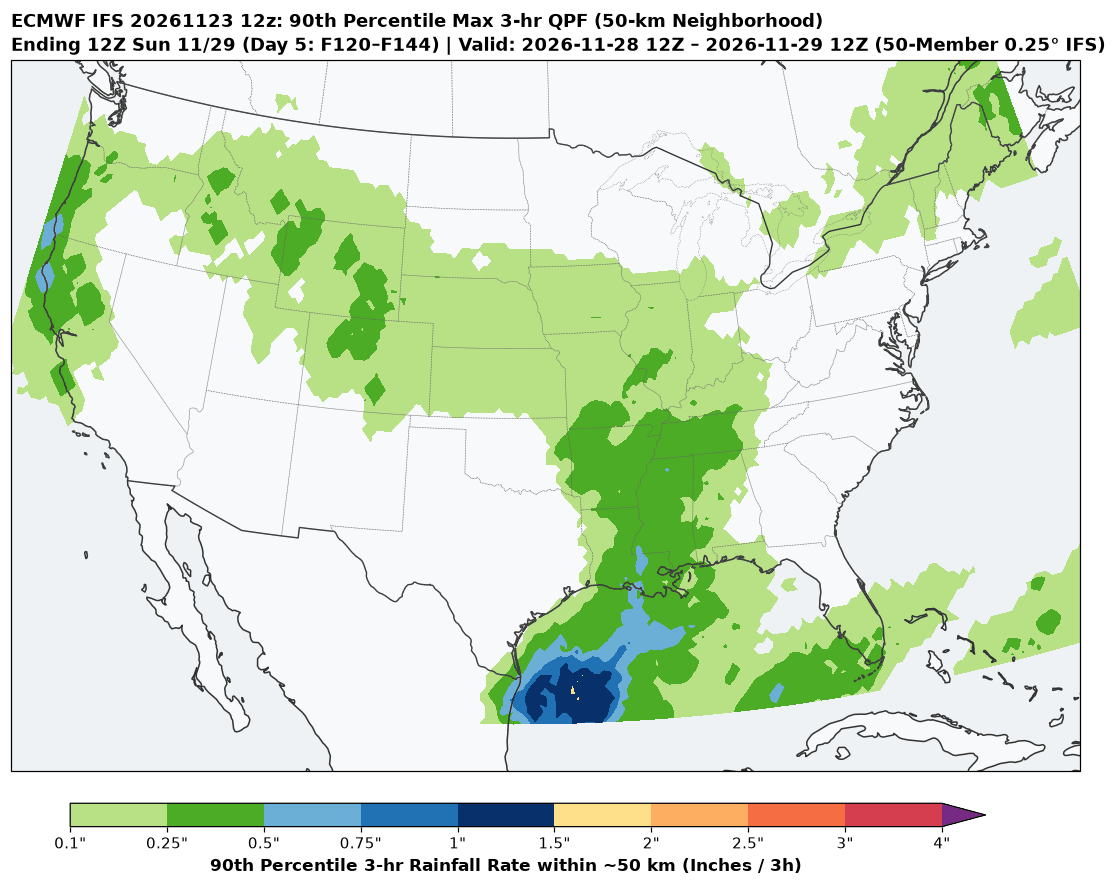 ECMWF IFS 20261123 12z: 90th Percentile Max 3-hr QPF (50-km Neighborhood)
Ending 12Z Sun 11/29 (Day 5: F120–F144) | Valid: 2026-11-28 12Z – 2026-11-29 12Z (50-Member 0.25° IFS)
0.1" 0.25" 0.5" 0.75" 1" 1.5" 2" 2.5" 3" 4"
90th Percentile 3-hr Rainfall Rate within ~50 km (Inches / 3h)